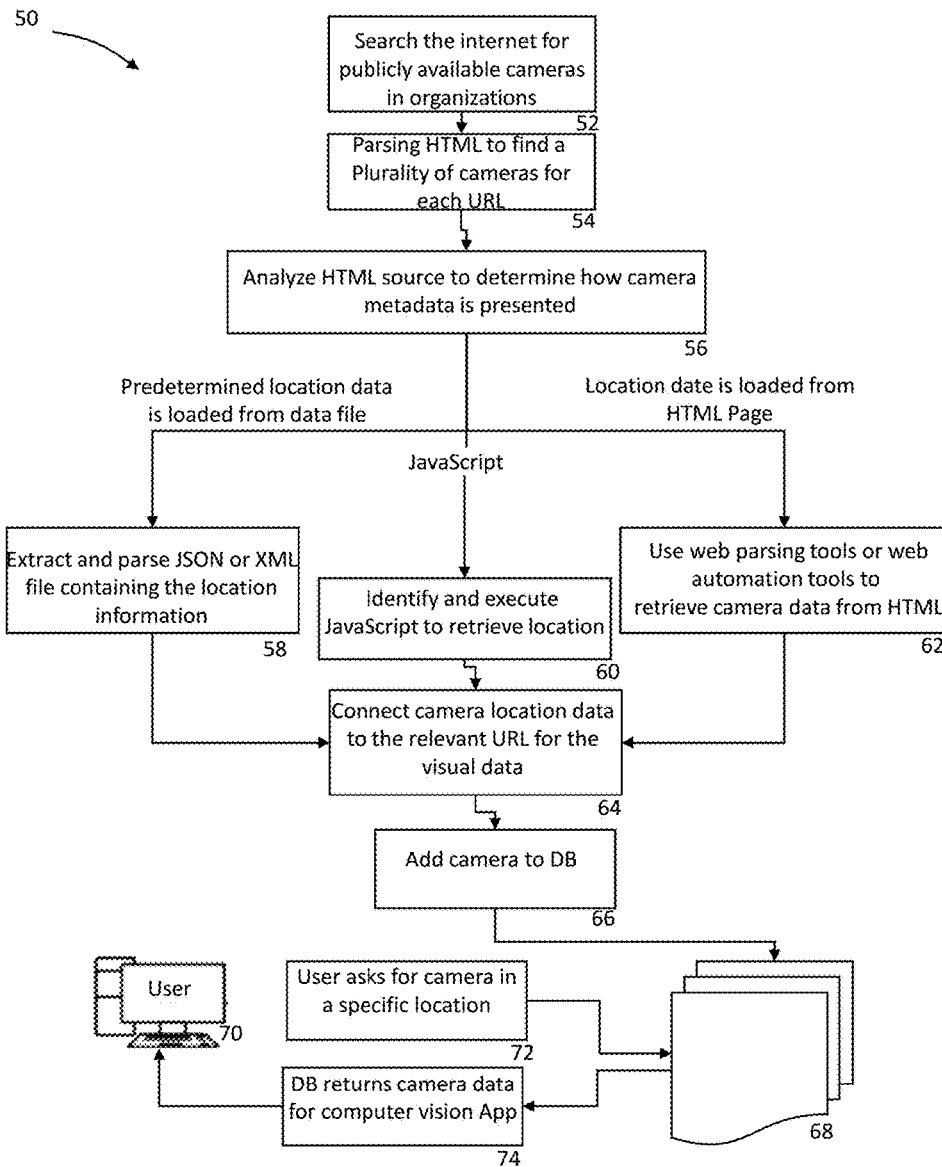 50
Search the internet for
publicly available cameras
in organizations
52
Parsing HTML to find a
Plurality of cameras for
each URL
54
Analyze HTML source to determine how camera
metadata is presented
56
Predetermined location data
is loaded from data file
JavaScript
Location date is loaded from
HTML Page
Extract and parse JSON or XML
file containing the location
information
58
Identify and execute
JavaScript to retrieve location
60
Use web parsing tools or web
automation tools to
retrieve camera data from HTML
62
Connect camera location data
to the relevant URL for the
visual data
64
Add camera to DB
66
User
70
User asks for camera in
a specific location
72
DB returns camera data
for computer vision App
74
68